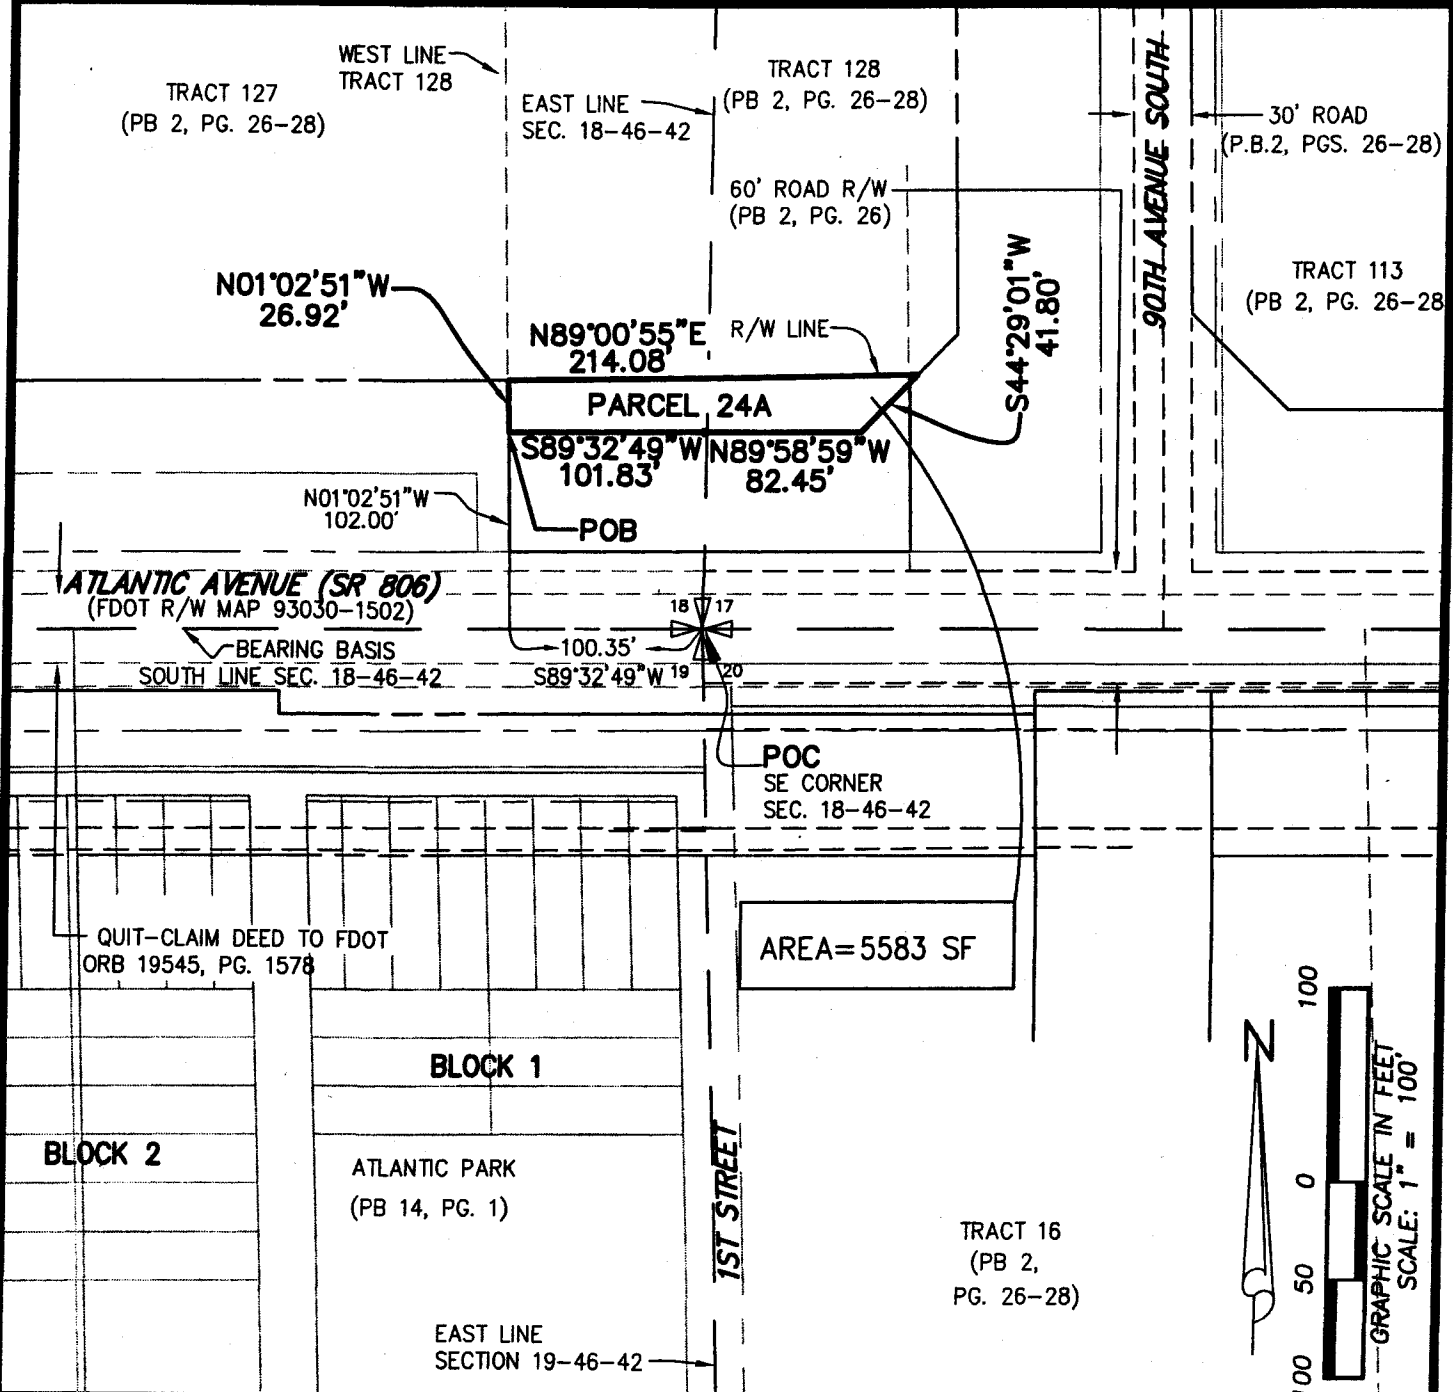 WEST LINE
TRACT 128
TRACT 127
(PB 2, PG. 26-28)
EAST LINE
SEC. 18-46-42
TRACT 128
(PB 2, PG. 26-28)
90TH AVENUE SOUTH
30' ROAD
(P.B.2, PGS. 26-28)
60' ROAD R/W
(PB 2, PG. 26)
TRACT 113
(PB 2, PG. 26-28
N01°02'51"W
26.92'
N89°00'55"E
214.08'
R/W LINE
S44°29'01"W
41.80'
PARCEL 24A
S89°32'49"W
101.83'
N89°58'59"W
82.45'
N01°02'51"W
102.00'
POB
ATLANTIC AVENUE (SR 806)
(FDOT R/W MAP 93030-1502)
18 17
19 20
BEARING BASIS
SOUTH LINE SEC. 18-46-42
100.35'
S89°32'49"W
POC
SE CORNER
SEC. 18-46-42
QUIT-CLAIM DEED TO FDOT
ORB 19545, PG. 1578
AREA=5583 SF
BLOCK 1
BLOCK 2
ATLANTIC PARK
(PB 14, PG. 1)
1ST STREET
TRACT 16
(PB 2,
PG. 26-28)
EAST LINE
SECTION 19-46-42
N
100
0
50
GRAPHIC SCALE IN FEET
SCALE: 1" = 100'